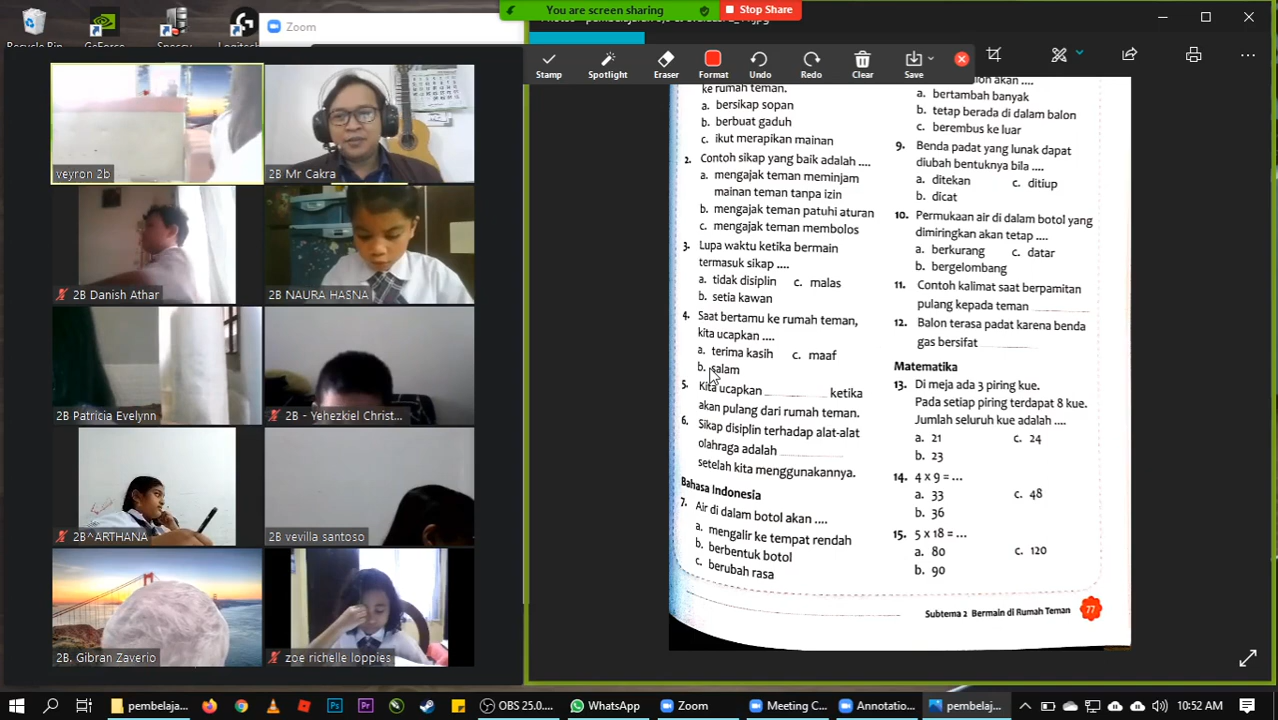 You are screen sharing
Stop Share
Recycle Bin
GeForce
Speccy
Zoom
Stamp
Spotlight
Eraser
Format
Undo
Redo
Clear
Save
veyron 2b
2B Mr Cakra
2B Danish Athar
2B NAURA HASNA
2B Patricia Evelynn
2B - Yehezkiel Christ...
2B^ARTHANA
2B vevilla santoso
2B. Gibran Zaverio
zoe richelle loppies
ke rumah teman.
a. bersikap sopan
b. berbuat gaduh
c. ikut merapikan mainan
2. Contoh sikap yang baik adalah ....
a. mengajak teman meminjam
mainan teman tanpa izin
b. mengajak teman patuhi aturan
c. mengajak teman membolos
3. Lupa waktu ketika bermain
termasuk sikap ....
a. tidak disiplin c. malas
b. setia kawan
4. Saat bertamu ke rumah teman,
kita ucapkan ....
a. terima kasih c. maaf
b. salam
5. Kita ucapkan ____________ ketika
akan pulang dari rumah teman.
6. Sikap disiplin terhadap alat-alat
olahraga adalah ____________
setelah kita menggunakannya.
Bahasa Indonesia
7. Air di dalam botol akan ....
a. mengalir ke tempat rendah
b. berbentuk botol
c. berubah rasa
akan ....
a. bertambah banyak
b. tetap berada di dalam balon
c. berembus ke luar
9. Benda padat yang lunak dapat
diubah bentuknya bila ....
a. ditekan c. ditiup
b. dicat
10. Permukaan air di dalam botol yang
dimiringkan akan tetap ....
a. berkurang c. datar
b. bergelombang
11. Contoh kalimat saat berpamitan
pulang kepada teman ____________
12. Balon terasa padat karena benda
gas bersifat ____________
Matematika
13. Di meja ada 3 piring kue.
Pada setiap piring terdapat 8 kue.
Jumlah seluruh kue adalah ....
a. 21 c. 24
b. 23
14. 4 x 9 = ...
a. 33 c. 48
b. 36
15. 5 x 18 = ...
a. 80 c. 120
b. 90
Subtema 2 Bermain di Rumah Teman 77
pembelaja...
OBS 25.0....
WhatsApp
Zoom
Meeting C...
Annotatio...
pembelaj...
10:52 AM